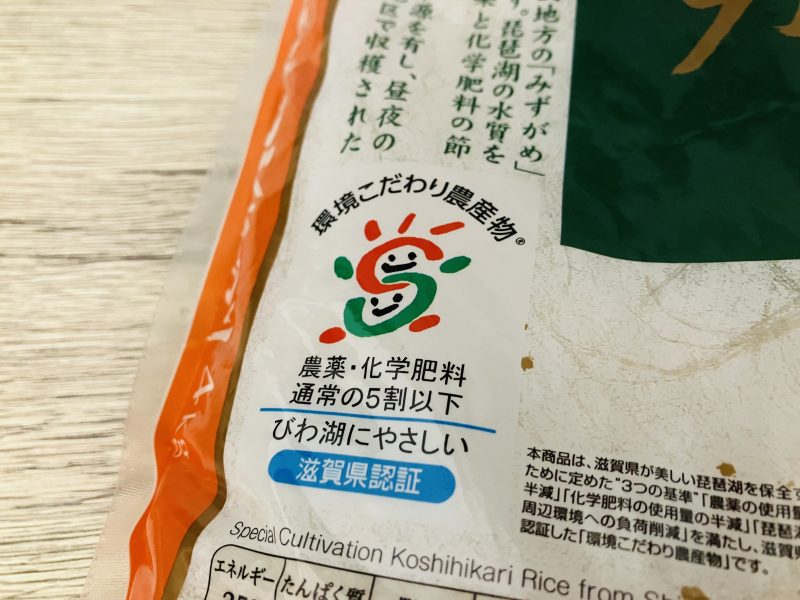 地方の「みずがめ」
す。琵琶湖の水質を
薬と化学肥料の節
源を有し、昼夜の
地区で収穫された
環境こだわり農産物®
農薬・化学肥料
通常の5割以下
びわ湖にやさしい
滋賀県認証
本商品は、滋賀県が美しい琵琶湖を保全す
ために定めた"3つの基準"「農薬の使用量
半減」「化学肥料の使用量の半減」「琵琶湖
周辺環境への負荷削減」を満たし、滋賀県
認証した「環境こだわり農産物」です。
Special Cultivation Koshihikari Rice from Shi
エネルギー
たんぱく質